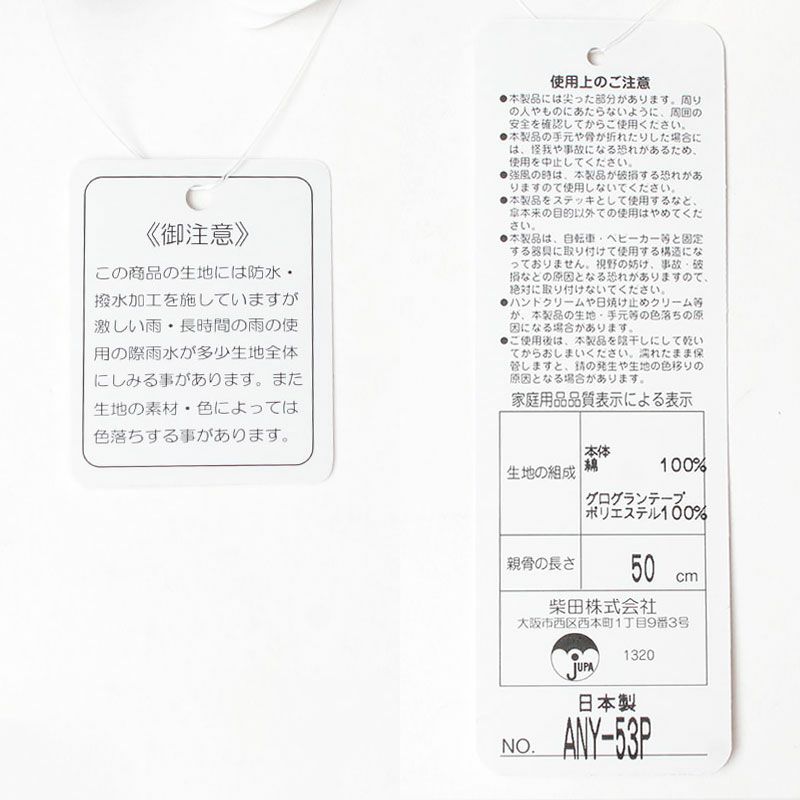 《御注意》
この商品の生地には防水・
撥水加工を施していますが
激しい雨・長時間の雨の使
用の際雨水が多少生地全体
にしみる事があります。また
生地の素材・色によっては
色落ちする事があります。
使用上のご注意
●本製品には尖った部分があります。周り
の人やものにあたらないように、周囲の
安全を確認してからご使用ください。
●本製品の手元や骨が折れたりした場合に
は、怪我や事故になる恐れがあるため、
使用を中止してください。
●強風の時は、本製品が破損する恐れがあ
りますので使用しないてください。
●本製品をステッキとして使用するなど、
傘本来の目的以外での使用はやめてくだ
さい。
●本製品は、自転車・ベビーカー等と固定
する器具に取り付けて使用する構造にな
っておりません。視野の妨げ、事故・破
損などの原因となる恐れがありますので、
絶対に取り付けないてください。
●ハンドクリームや日焼け止めクリーム等
が、本製品の生地・手元等の色落ちの原
因になる場合があります。
●ご使用後は、本製品を陰干しにして乾い
てからおしまいください。濡れたまま保
管しますと、錆の発生や生地の色移りの
原因となる場合があります。
家庭用品品質表示による表示
生地の組成
本体
綿 100%
グログランテープ
ポリエステル100%
親骨の長さ 50 cm
柴田株式会社
大阪市西区西本町1丁目9番3号
JUPA 1320
日本製
NO. ANY-53P